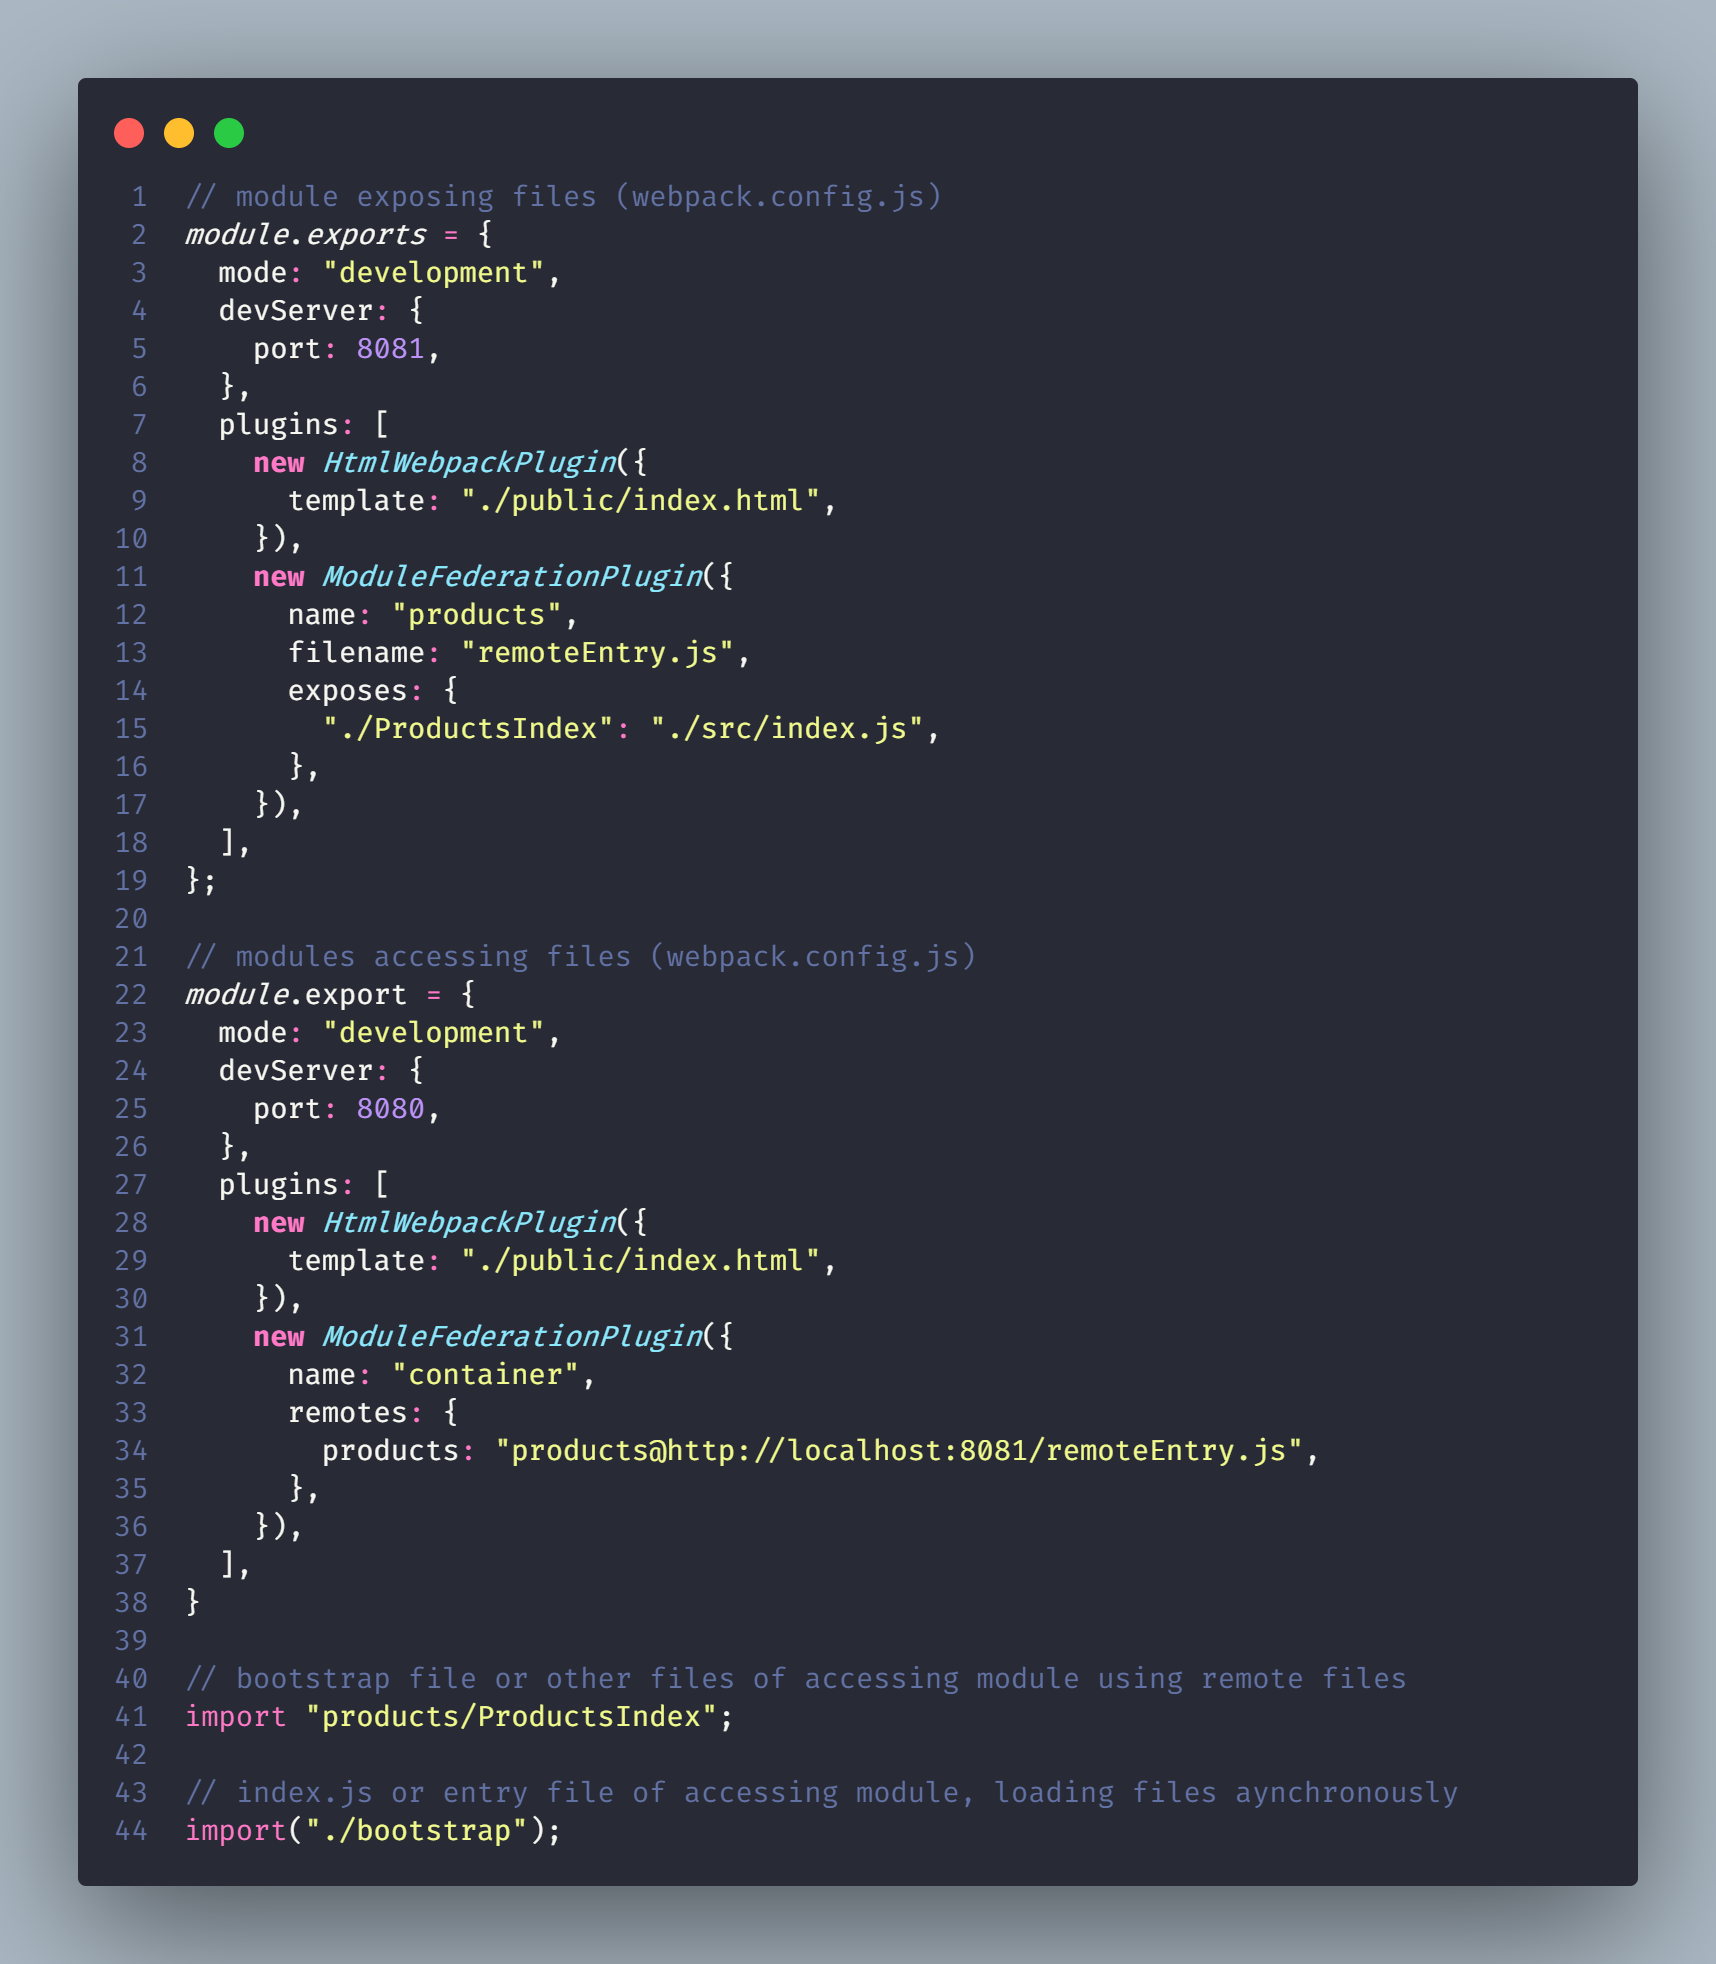 1 // module exposing files (webpack.config.js)
2 module.exports = {
3   mode: "development",
4   devServer: {
5     port: 8081,
6   },
7   plugins: [
8     new HtmlWebpackPlugin({
9       template: "./public/index.html",
10     }),
11     new ModuleFederationPlugin({
12       name: "products",
13       filename: "remoteEntry.js",
14       exposes: {
15         "./ProductsIndex": "./src/index.js",
16       },
17     }),
18   ],
19 };
20
21 // modules accessing files (webpack.config.js)
22 module.export = {
23   mode: "development",
24   devServer: {
25     port: 8080,
26   },
27   plugins: [
28     new HtmlWebpackPlugin({
29       template: "./public/index.html",
30     }),
31     new ModuleFederationPlugin({
32       name: "container",
33       remotes: {
34         products: "products@http://localhost:8081/remoteEntry.js",
35       },
36     }),
37   ],
38 }
39
40 // bootstrap file or other files of accessing module using remote files
41 import "products/ProductsIndex";
42
43 // index.js or entry file of accessing module, loading files aynchronously
44 import("./bootstrap");